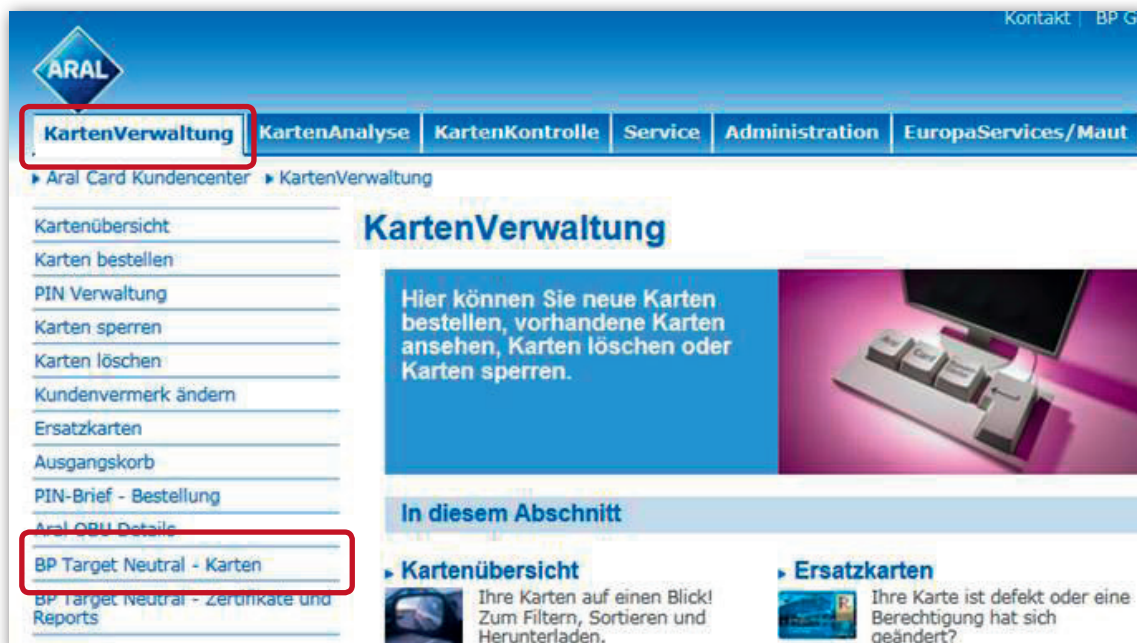 Kontakt | BP G
ARAL
KartenVerwaltung KartenAnalyse KartenKontrolle Service Administration EuropaServices/Maut
Aral Card Kundencenter KartenVerwaltung
Kartenübersicht
Karten bestellen
PIN Verwaltung
Karten sperren
Karten löschen
Kundenvermerk ändern
Ersatzkarten
Ausgangskorb
PIN-Brief - Bestellung
Aral OBU Details
BP Target Neutral - Karten
BP Target Neutral - Zertifikate und
Reports
KartenVerwaltung
Hier können Sie neue Karten
bestellen, vorhandene Karten
ansehen, Karten löschen oder
Karten sperren.
Aral Card
In diesem Abschnitt
Kartenübersicht
Ihre Karten auf einen Blick!
Zum Filtern, Sortieren und
Herunterladen.
Ersatzkarten
R
Ihre Karte ist defekt oder eine
Berechtigung hat sich
geändert?